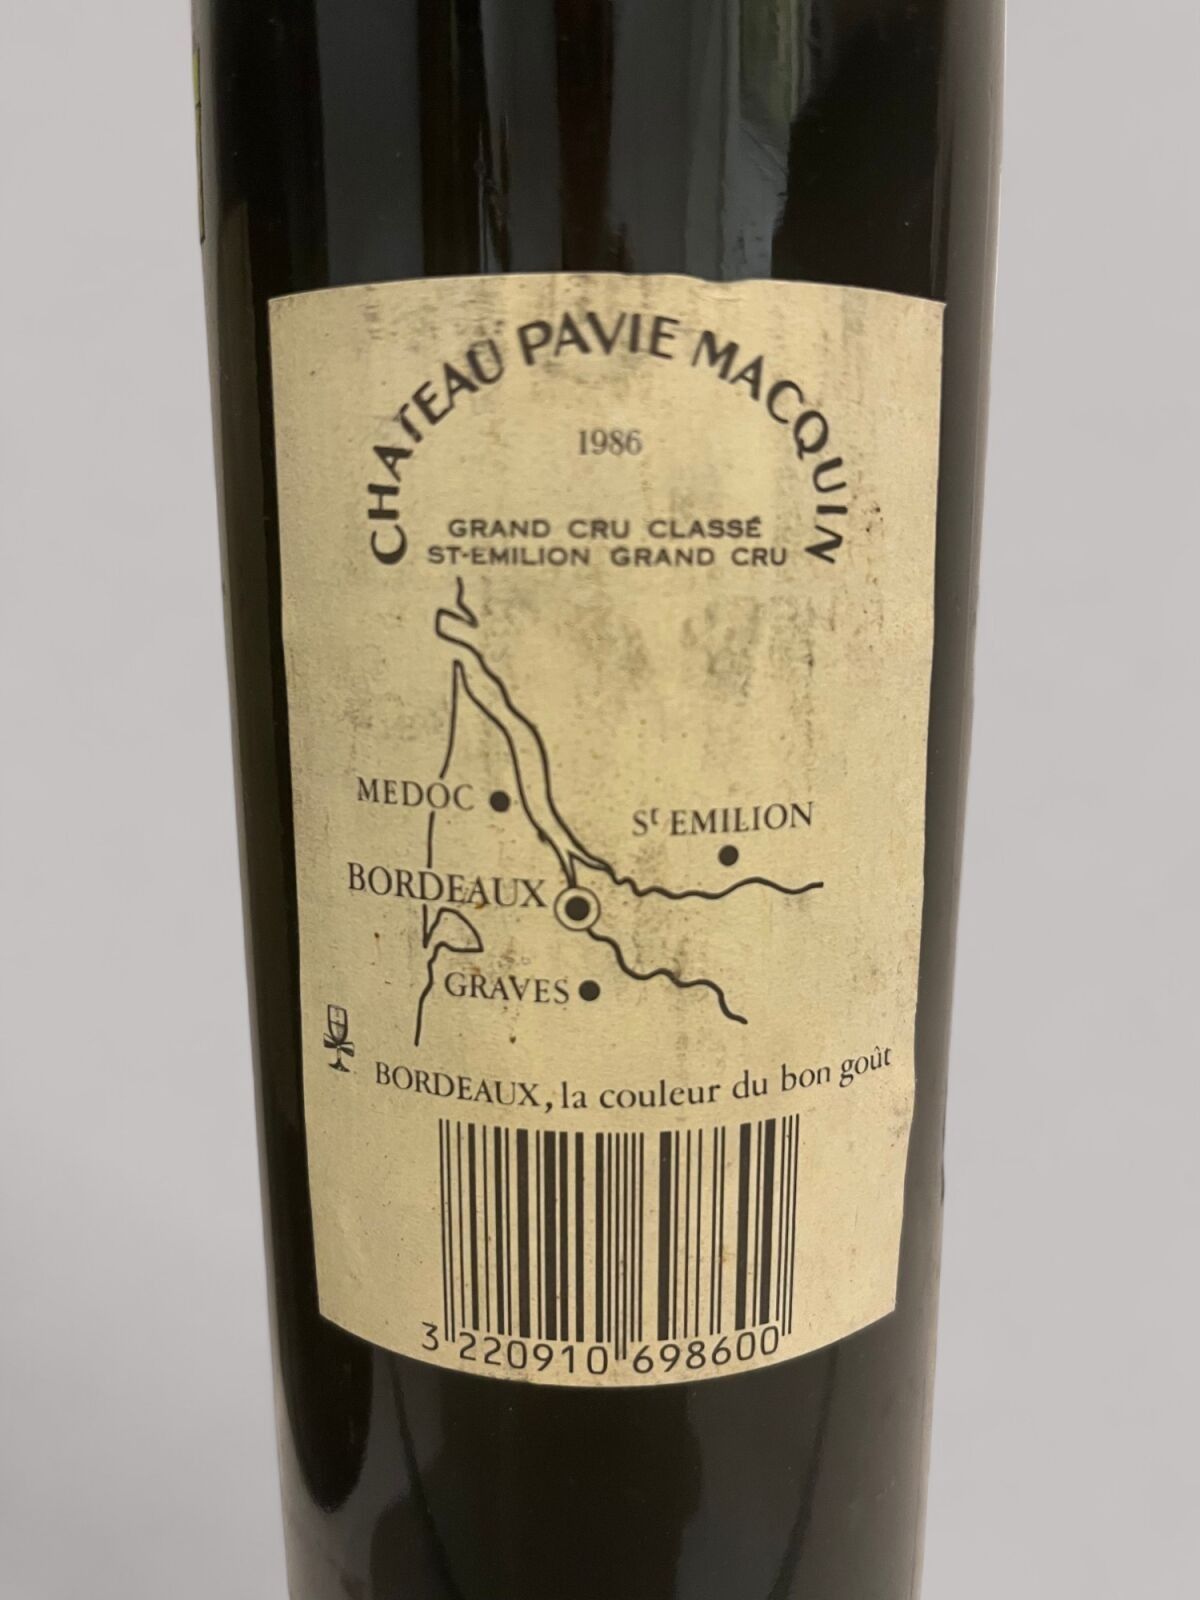 CHATEAU PAVIE MACQUIN
1986
GRAND CRU CLASSÉ
ST-EMILION GRAND CRU
MEDOC
St EMILION
BORDEAUX
GRAVES
BORDEAUX, la couleur du bon goût
3 220910 698600